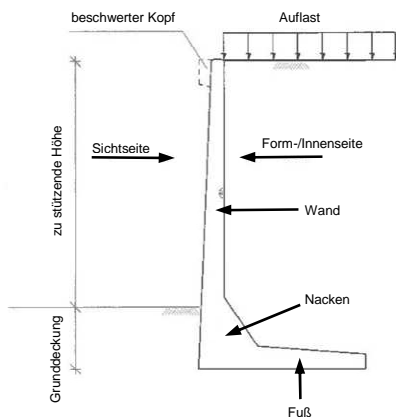 beschwerter Kopf
Auflast
zu stützende Höhe
Sichtseite
Form-/Innenseite
Wand
Nacken
Grunddeckung
Fuß